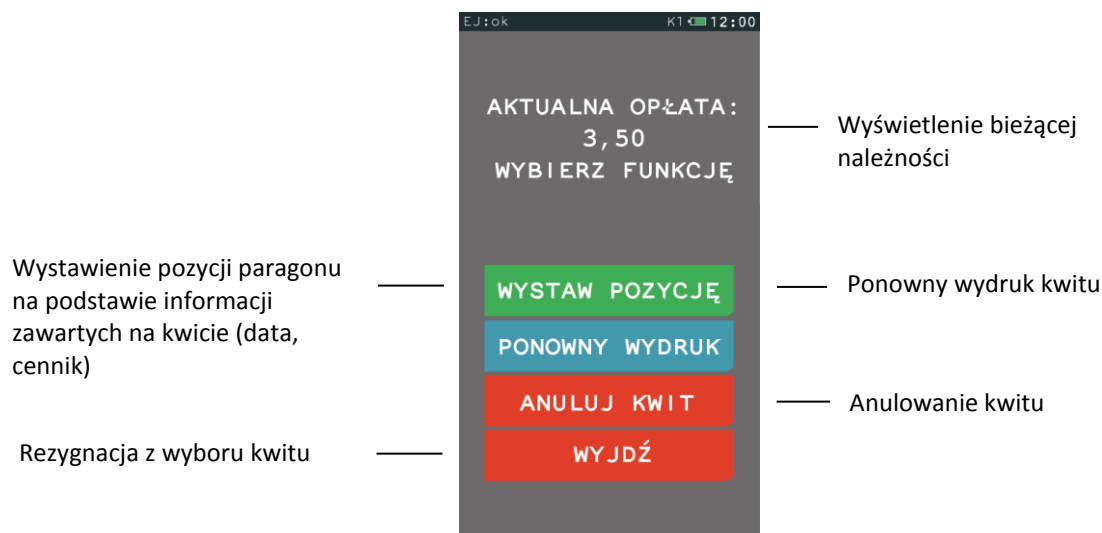 EJ:ok K1 12:00
AKTUALNA OPŁATA:
3,50
WYBIERZ FUNKCJĘ
Wyświetlenie bieżącej
należności
Wystawienie pozycji paragonu
na podstawie informacji
zawartych na kwicie (data,
cennik)
WYSTAW POZYCJĘ
Ponowny wydruk kwitu
PONOWNY WYDRUK
ANULUJ KWIT
Anulowanie kwitu
Rezygnacja z wyboru kwitu
WYJDŹ